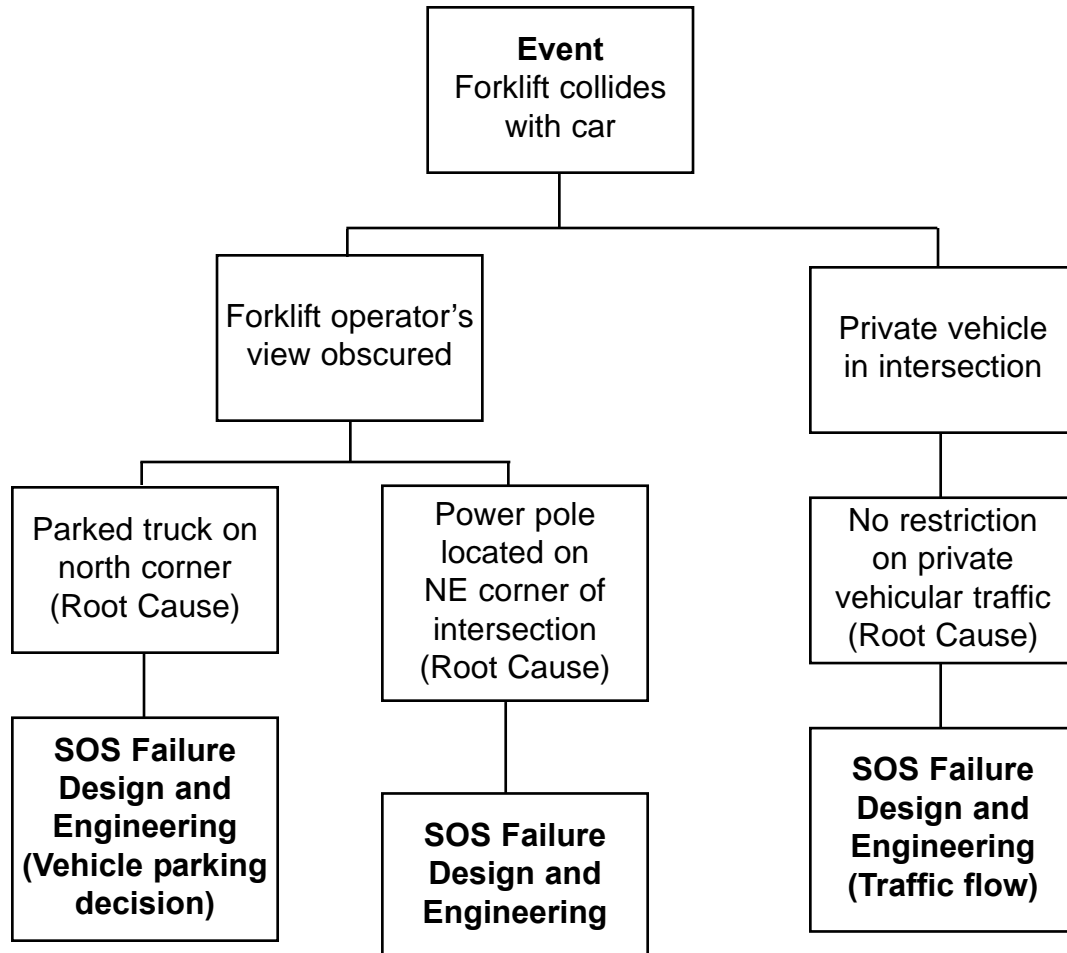 Event
Forklift collides
with car
Forklift operator’s
view obscured
Private vehicle
in intersection
Parked truck on
north corner
(Root Cause)
Power pole
located on
NE corner of
intersection
(Root Cause)
No restriction
on private
vehicular traffic
(Root Cause)
SOS Failure
Design and
Engineering
(Vehicle parking
decision)
SOS Failure
Design and
Engineering
SOS Failure
Design and
Engineering
(Traffic flow)